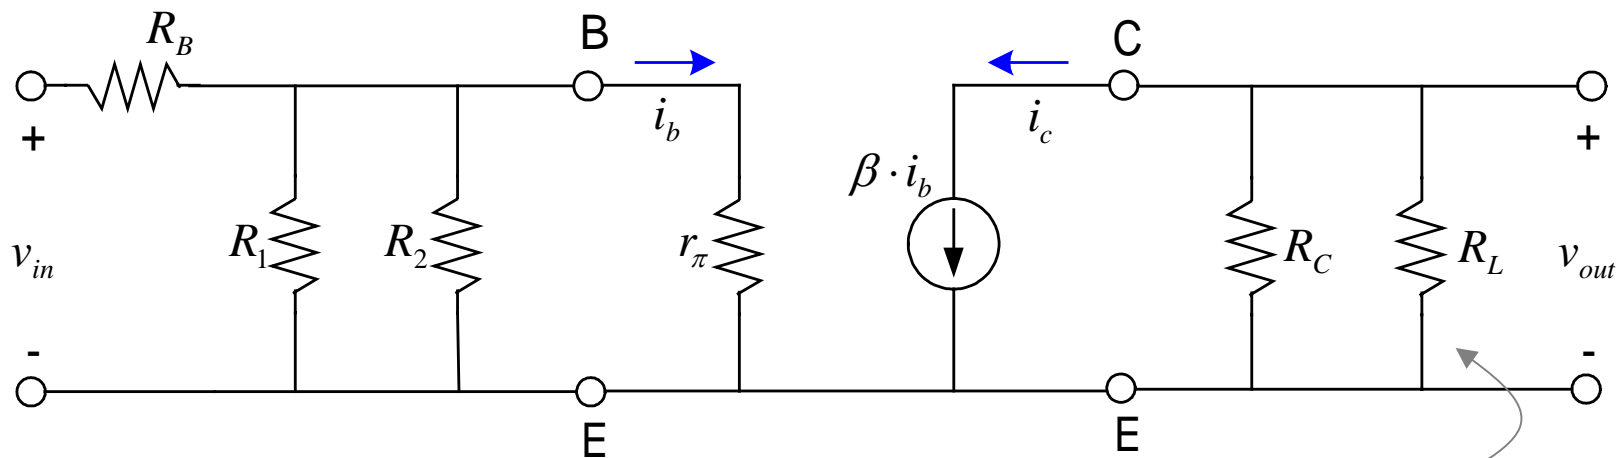 R_B
B
C
+
i_b
i_c
+
β · i_b
v_in
R_1
R_2
r_π
R_C
R_L
v_out
-
-
E
E